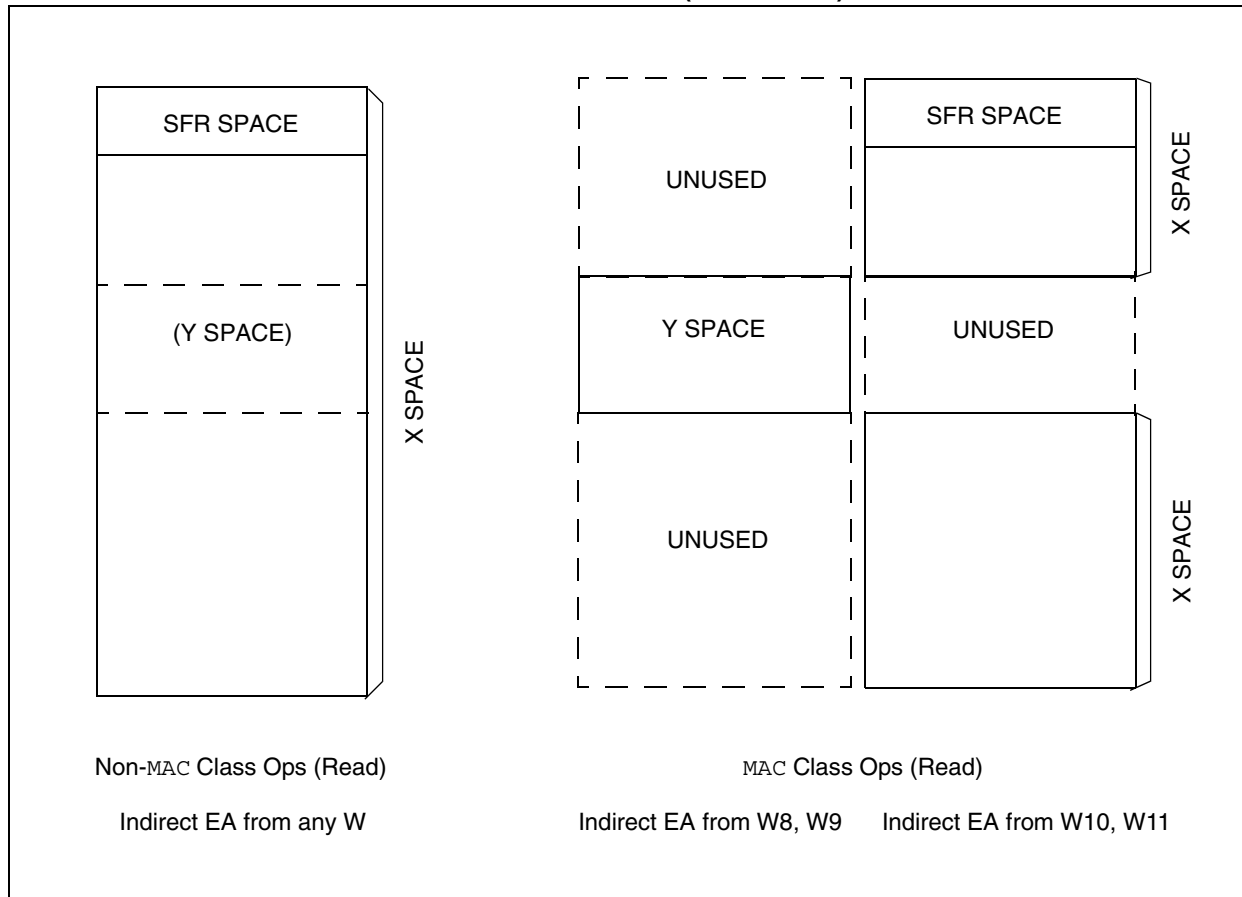 SFR SPACE
(Y SPACE)
X SPACE
UNUSED
Y SPACE
UNUSED
SFR SPACE
X SPACE
UNUSED
X SPACE
Non-MAC Class Ops (Read)
MAC Class Ops (Read)
Indirect EA from any W
Indirect EA from W8, W9
Indirect EA from W10, W11